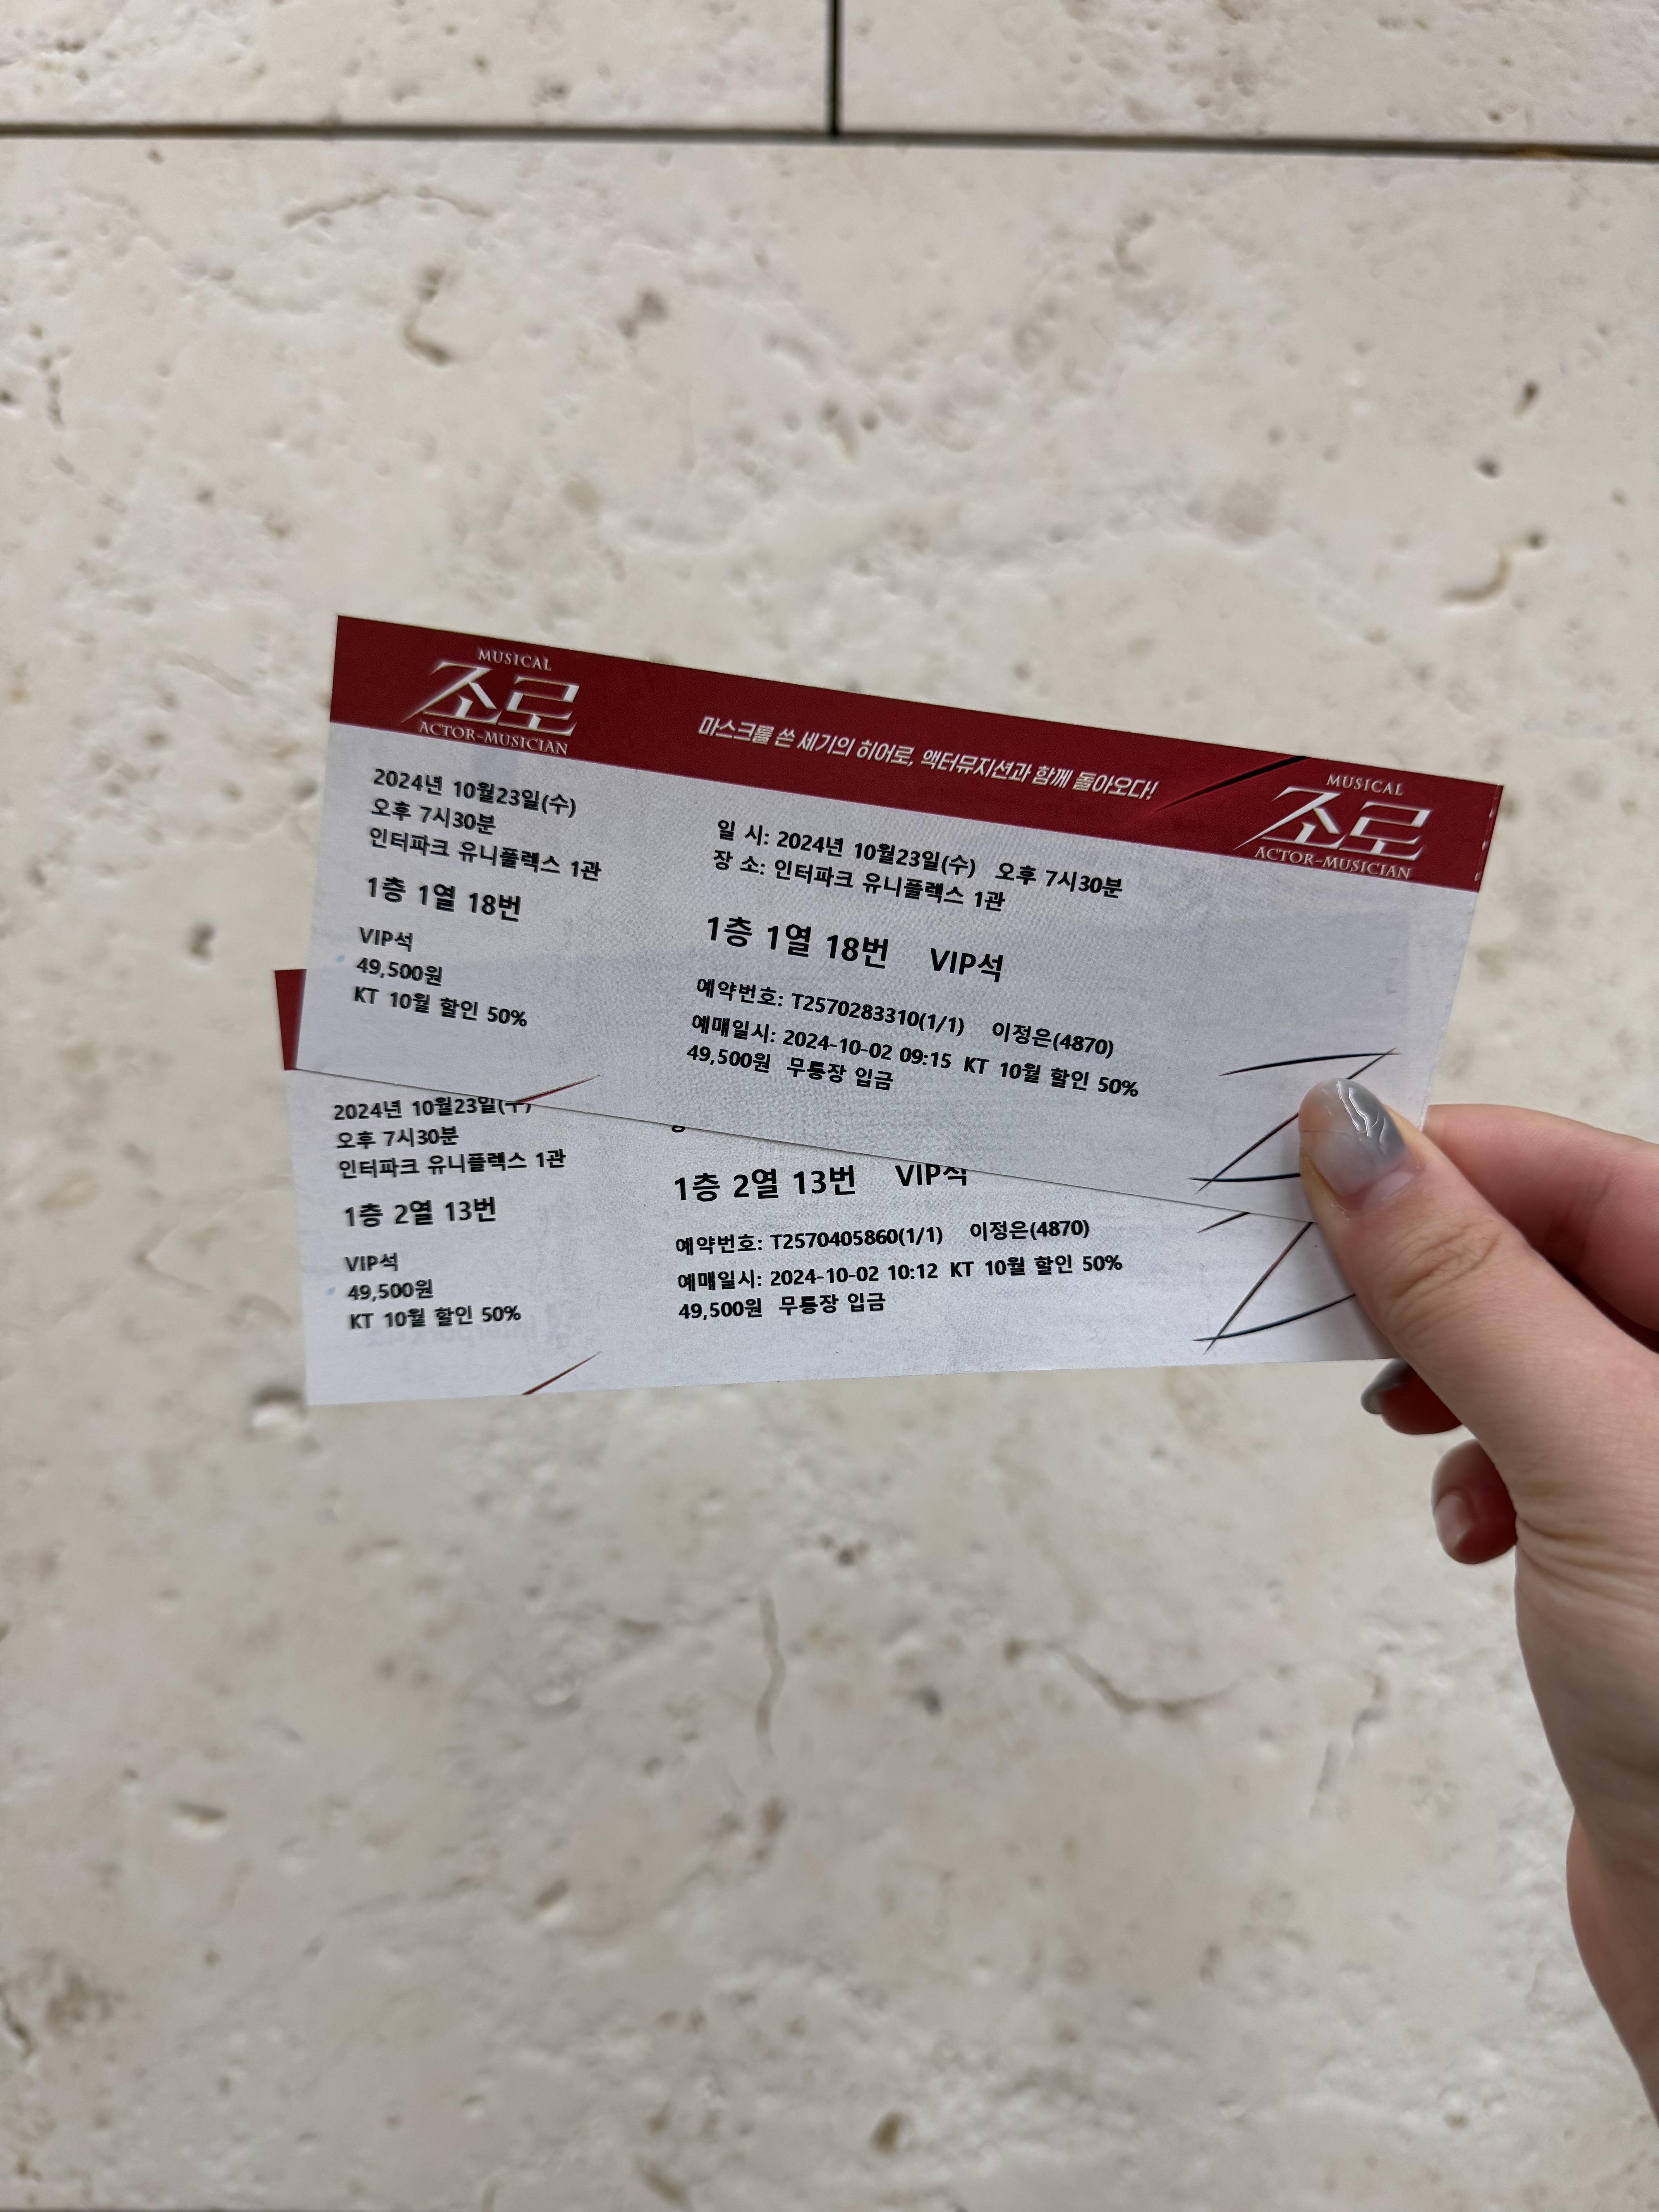 MUSICAL
조로
ACTOR-MUSICIAN
마스크를 쓴 세기의 히어로, 액터뮤지션과 함께 돌아오다!
MUSICAL
조로
ACTOR-MUSICIAN
2024년 10월23일(수)
오후 7시30분
인터파크 유니플렉스 1관
1층 1열 18번
VIP석
49,500원
KT 10월 할인 50%
일 시: 2024년 10월23일(수) 오후 7시30분
장 소: 인터파크 유니플렉스 1관
1층 1열 18번 VIP석
예약번호: T2570283310(1/1) 이정은(4870)
예매일시: 2024-10-02 09:15 KT 10월 할인 50%
49,500원 무통장 입금
2024년 10월23일(수)
오후 7시30분
인터파크 유니플렉스 1관
1층 2열 13번
VIP석
49,500원
KT 10월 할인 50%
1층 2열 13번 VIP석
예약번호: T2570405860(1/1) 이정은(4870)
예매일시: 2024-10-02 10:12 KT 10월 할인 50%
49,500원 무통장 입금